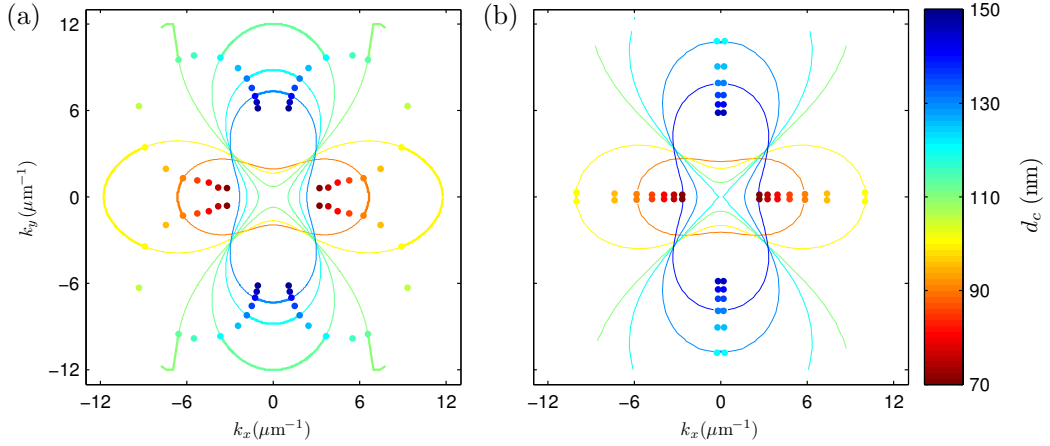 (a)
12
6
0
−6
−12
k_y (μm⁻¹)
−12 −6 0 6 12
k_x (μm⁻¹)
(b)
−12 −6 0 6 12
k_x (μm⁻¹)
150
130
110
90
70
d_c (nm)